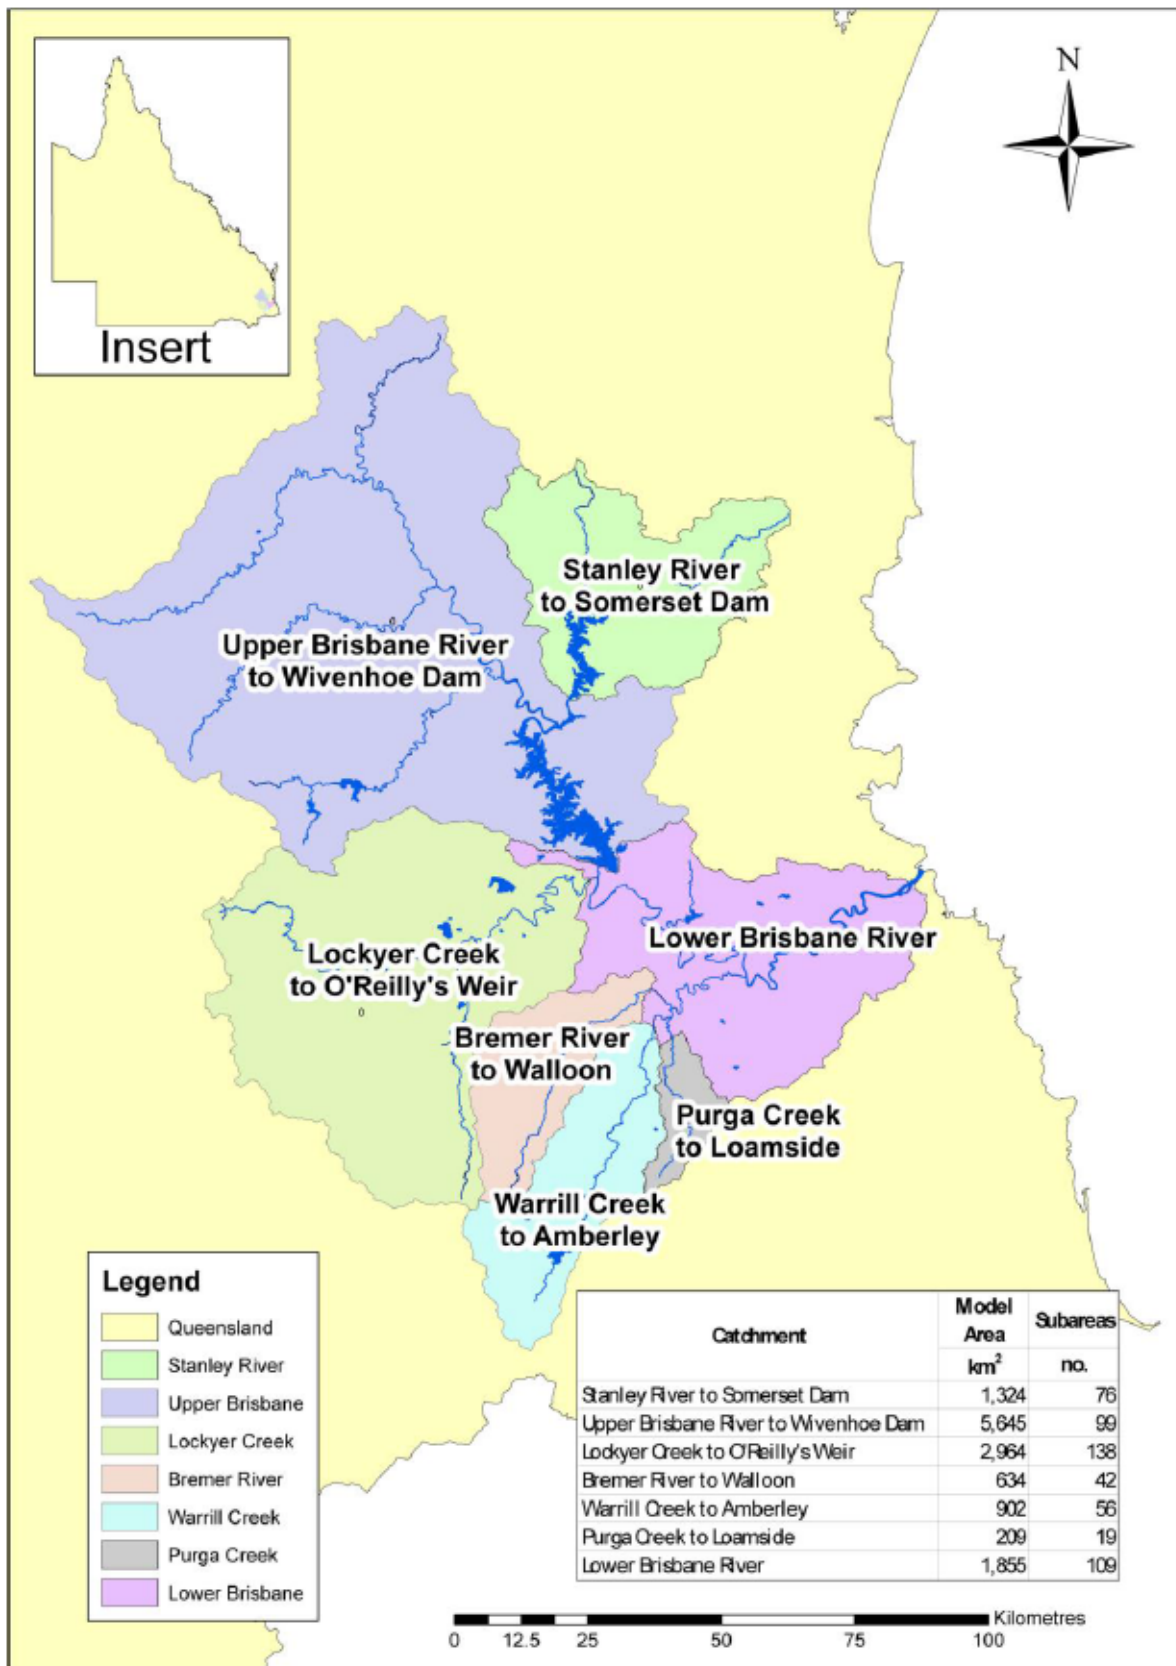 N
Insert
Stanley River
to Somerset Dam
Upper Brisbane River
to Wivenhoe Dam
Lower Brisbane River
Lockyer Creek
to O'Reilly's Weir
Bremer River
to Walloon
Purga Creek
to Loamside
Warrill Creek
to Amberley
Legend
Queensland
Stanley River
Upper Brisbane
Lockyer Creek
Bremer River
Warrill Creek
Purga Creek
Lower Brisbane
Catchment Model Area Subareas
km² no.
Stanley River to Somerset Dam 1,324 76
Upper Brisbane River to Wivenhoe Dam 5,645 99
Lockyer Creek to O'Reilly's Weir 2,964 138
Bremer River to Walloon 634 42
Warrill Creek to Amberley 902 56
Purga Creek to Loamside 209 19
Lower Brisbane River 1,855 109
Kilometres
0 12.5 25 50 75 100